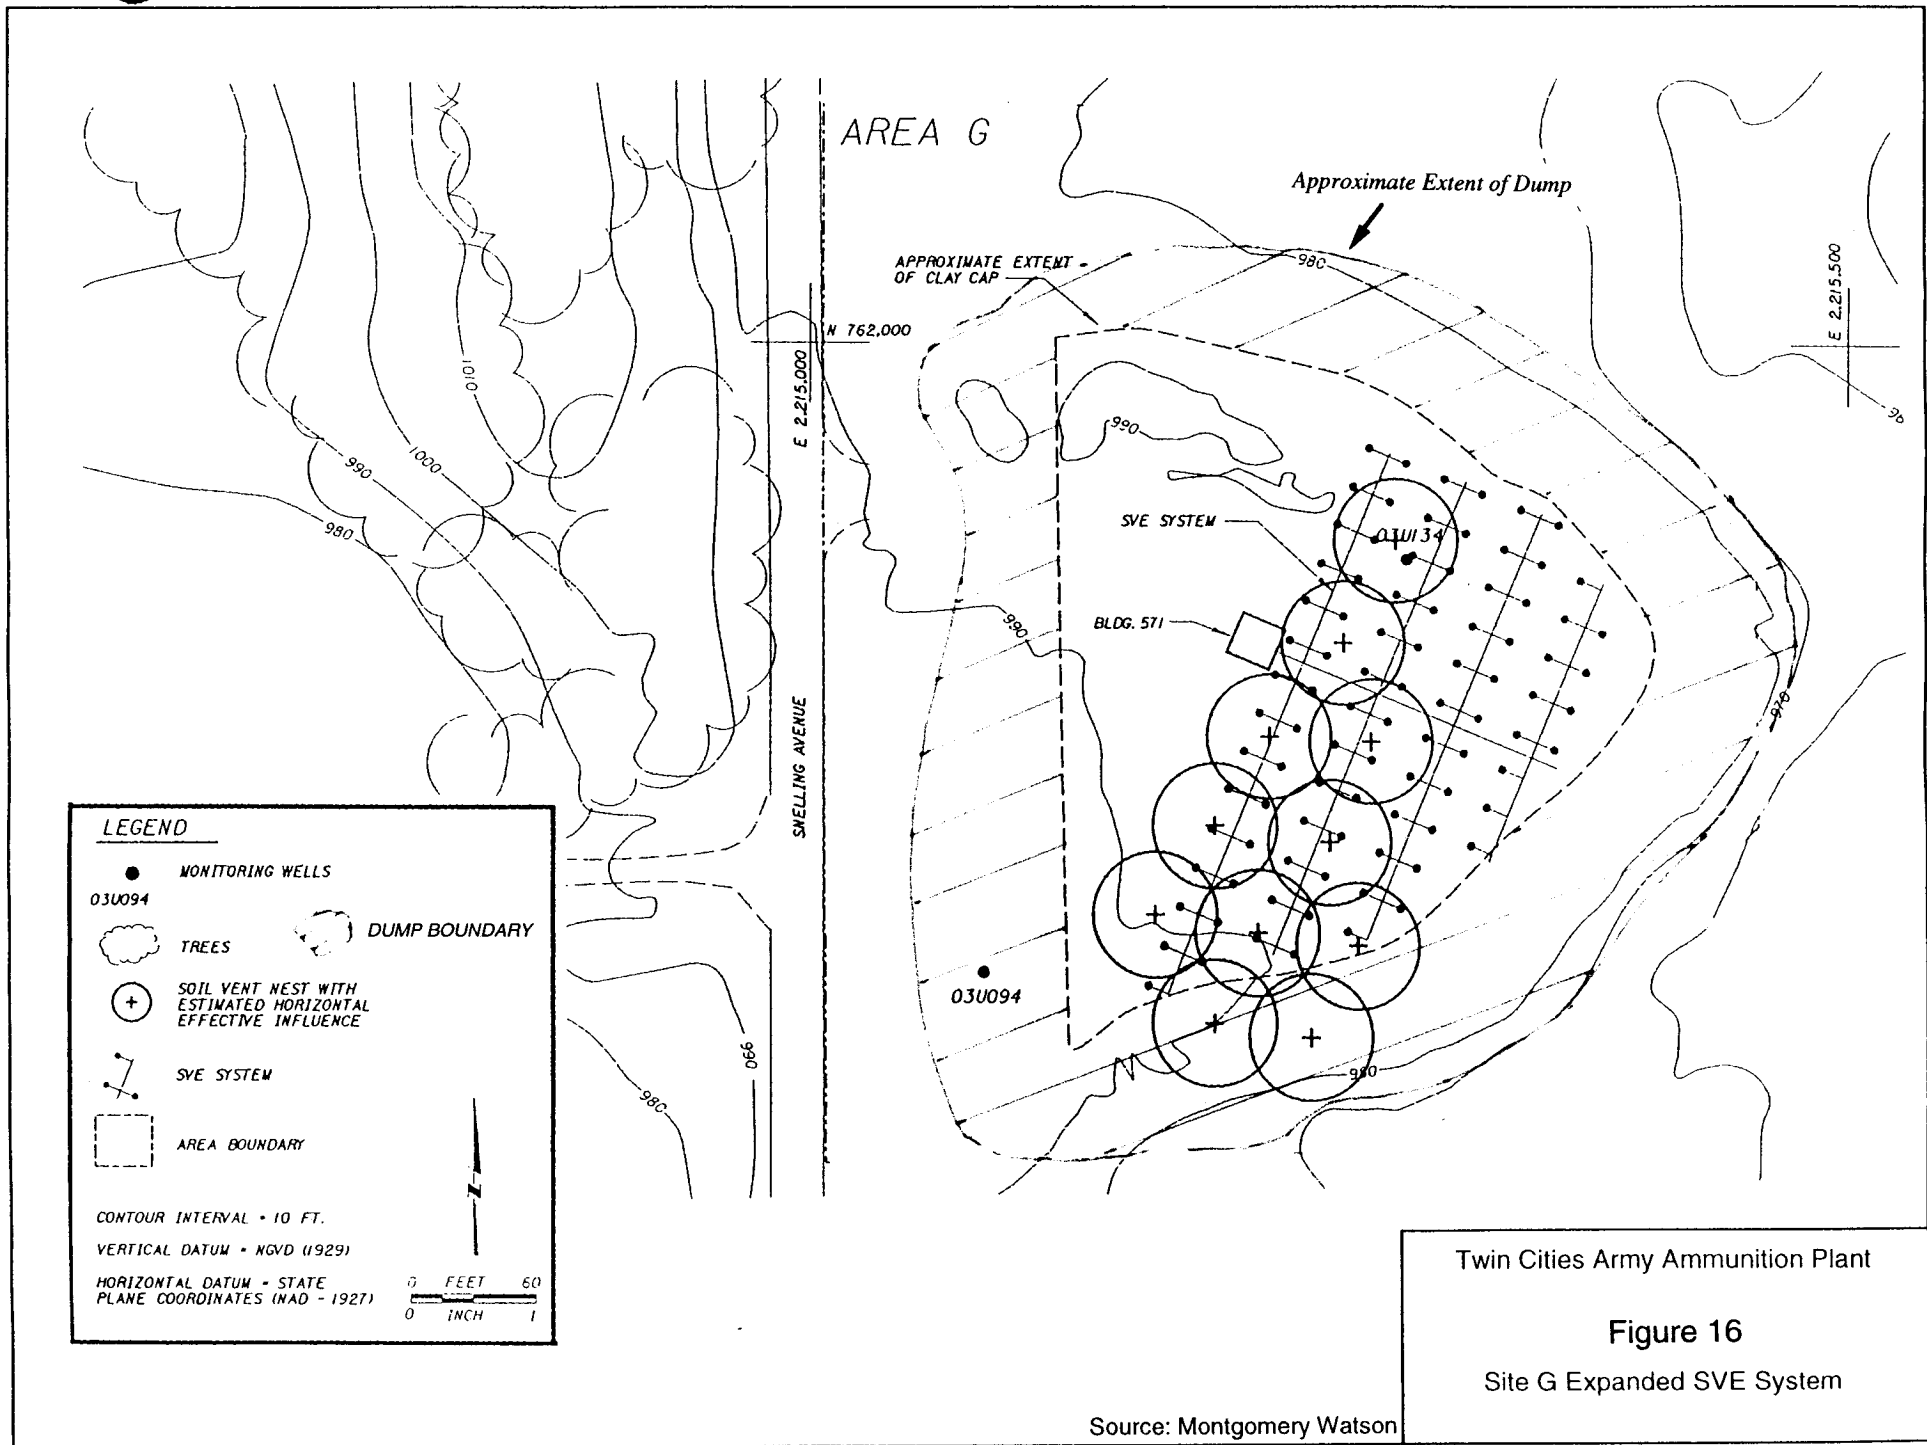 AREA G
Approximate Extent of Dump
APPROXIMATE EXTENT
OF CLAY CAP
980
E 2,215,500
N 762,000
E 2,215,000
1010
990
1000
990
980
SVE SYSTEM
03U134
BLDG. 571
990
970
SNELLING AVENUE
03U094
990
980
980
LEGEND
MONITORING WELLS
03U094
TREES
DUMP BOUNDARY
SOIL VENT NEST WITH
ESTIMATED HORIZONTAL
EFFECTIVE INFLUENCE
SVE SYSTEM
AREA BOUNDARY
N
CONTOUR INTERVAL = 10 FT.
VERTICAL DATUM = NGVD (1929)
HORIZONTAL DATUM = STATE
PLANE COORDINATES (NAD - 1927)
0 FEET 60
0 INCH 1
Twin Cities Army Ammunition Plant
Figure 16
Site G Expanded SVE System
Source: Montgomery Watson